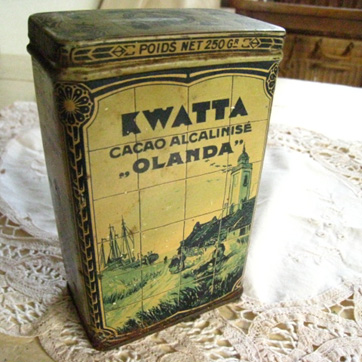 POIDS NET 250 GR
KWATTA
CACAO ALCALINISÉ
„OLANDA”